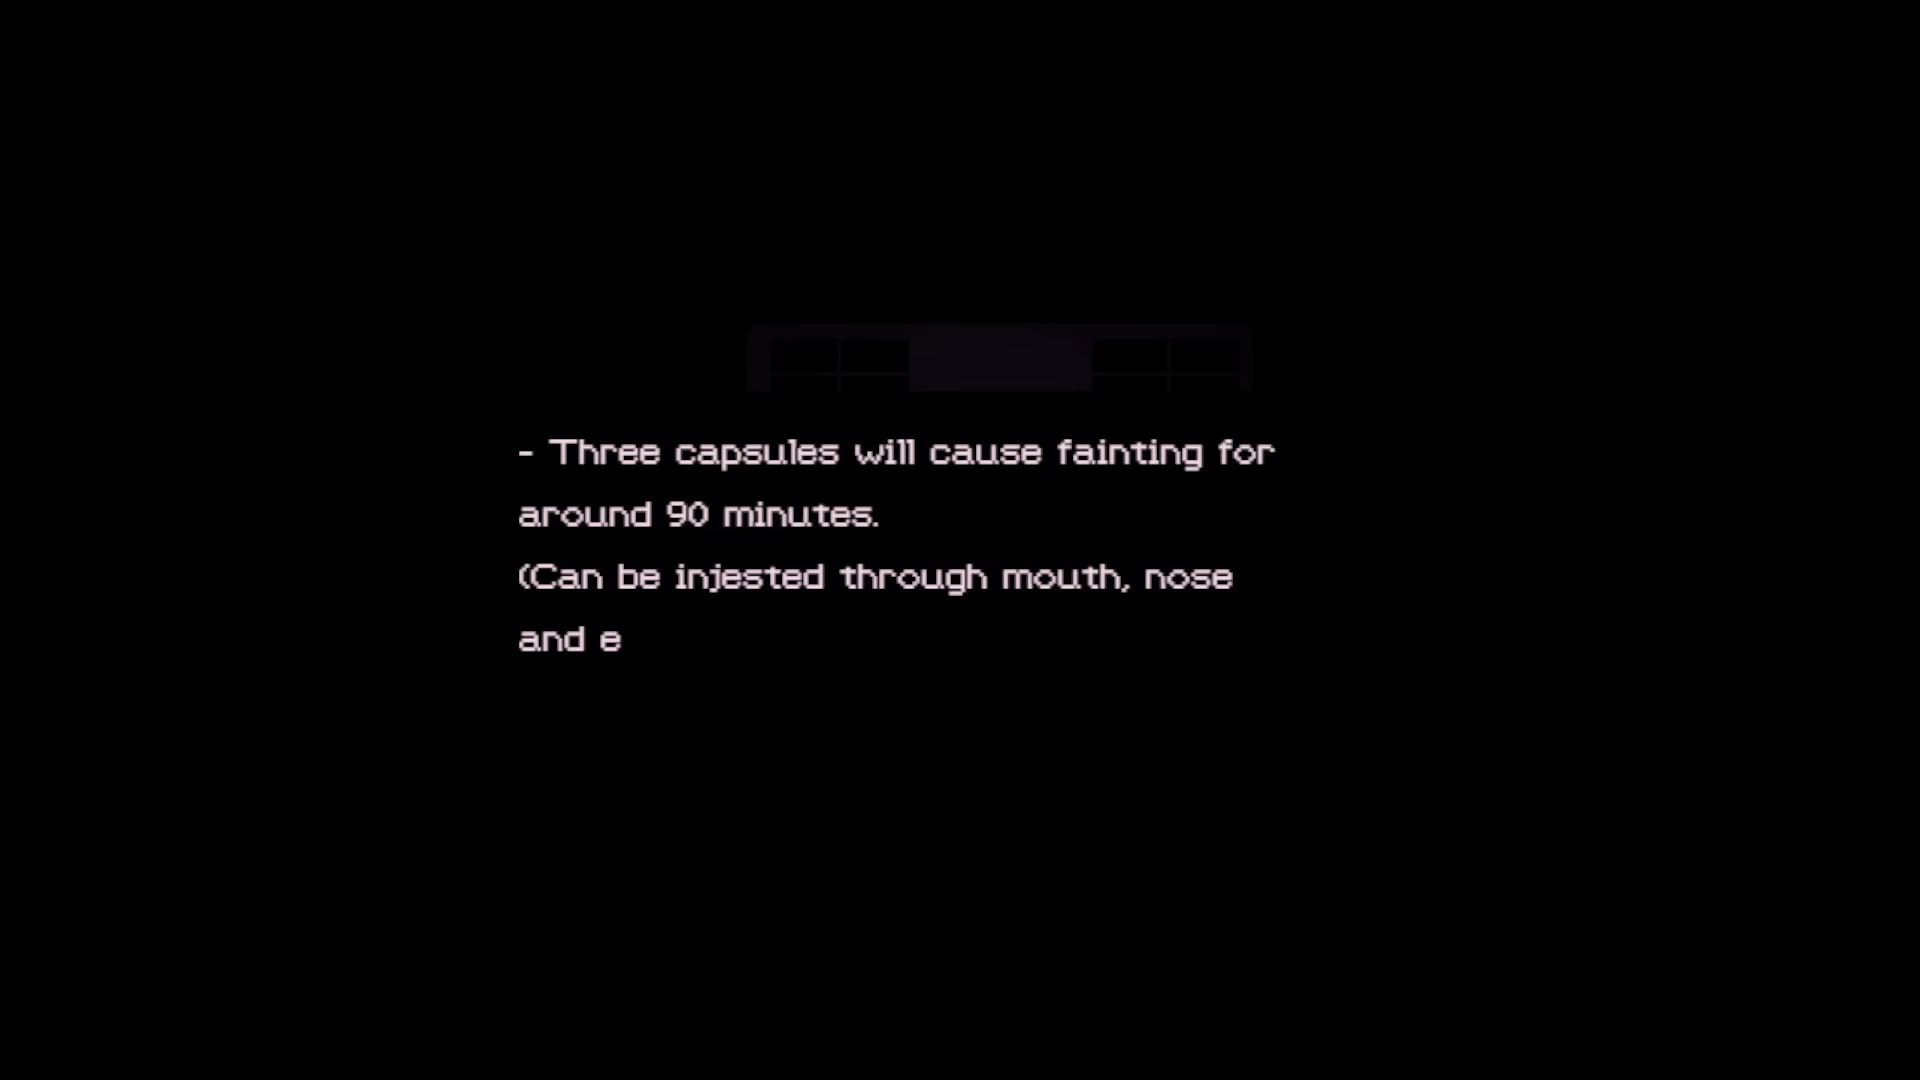 - Three capsules will cause fainting for
around 90 minutes.
(Can be injested through mouth, nose
and e